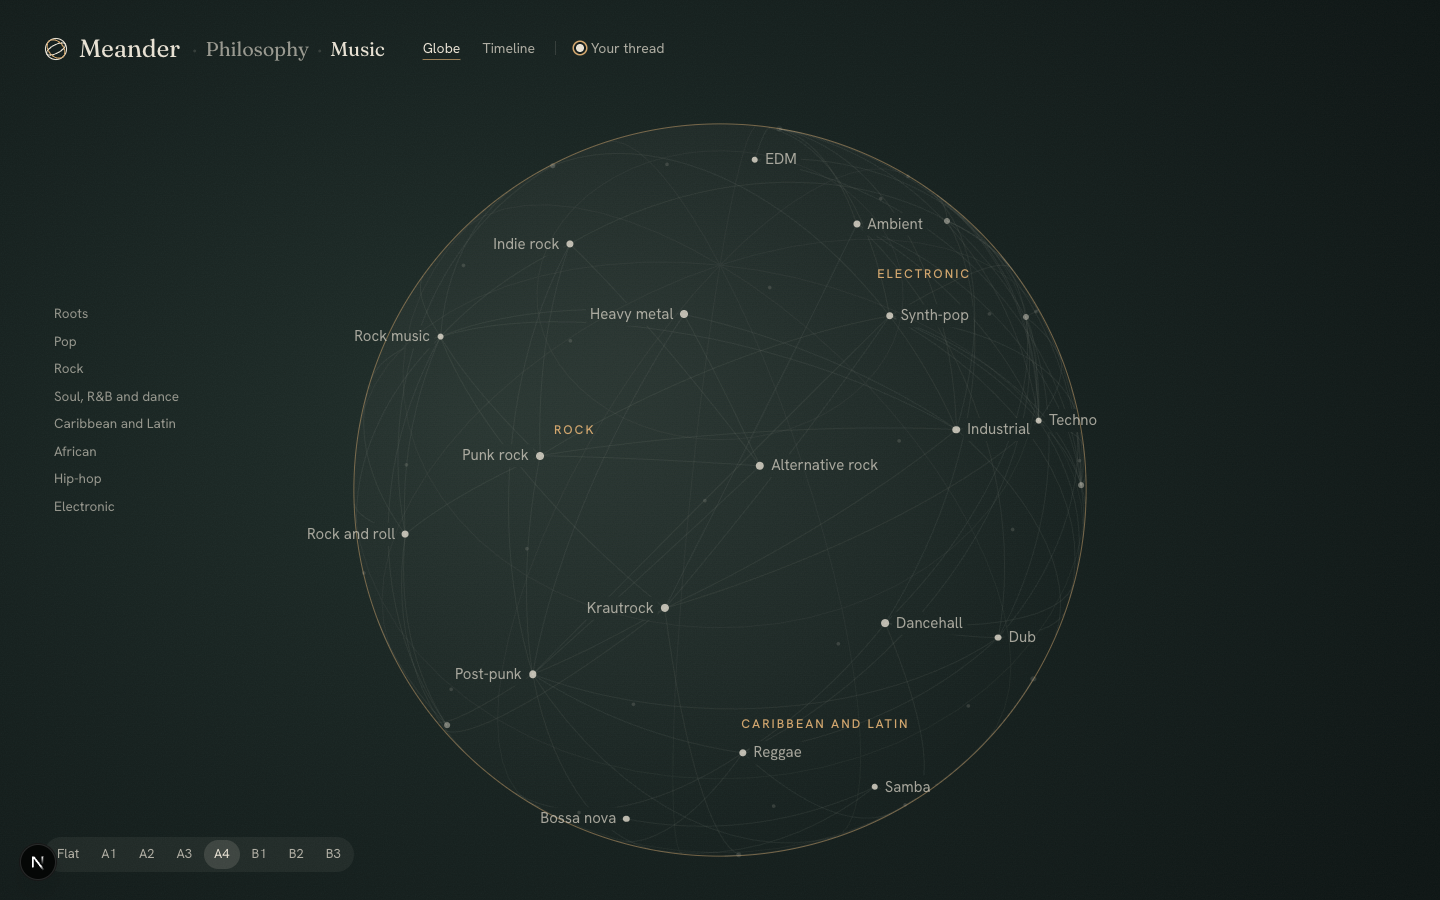 Meander · Philosophy · Music Globe Timeline Your thread
EDM
Ambient
Indie rock
ELECTRONIC
Heavy metal
Synth-pop
Rock music
Techno
Industrial
ROCK
Punk rock
Alternative rock
Rock and roll
Krautrock
Dancehall
Dub
Post-punk
CARIBBEAN AND LATIN
Reggae
Samba
Bossa nova
Roots
Pop
Rock
Soul, R&B and dance
Caribbean and Latin
African
Hip-hop
Electronic
N Flat A1 A2 A3 A4 B1 B2 B3